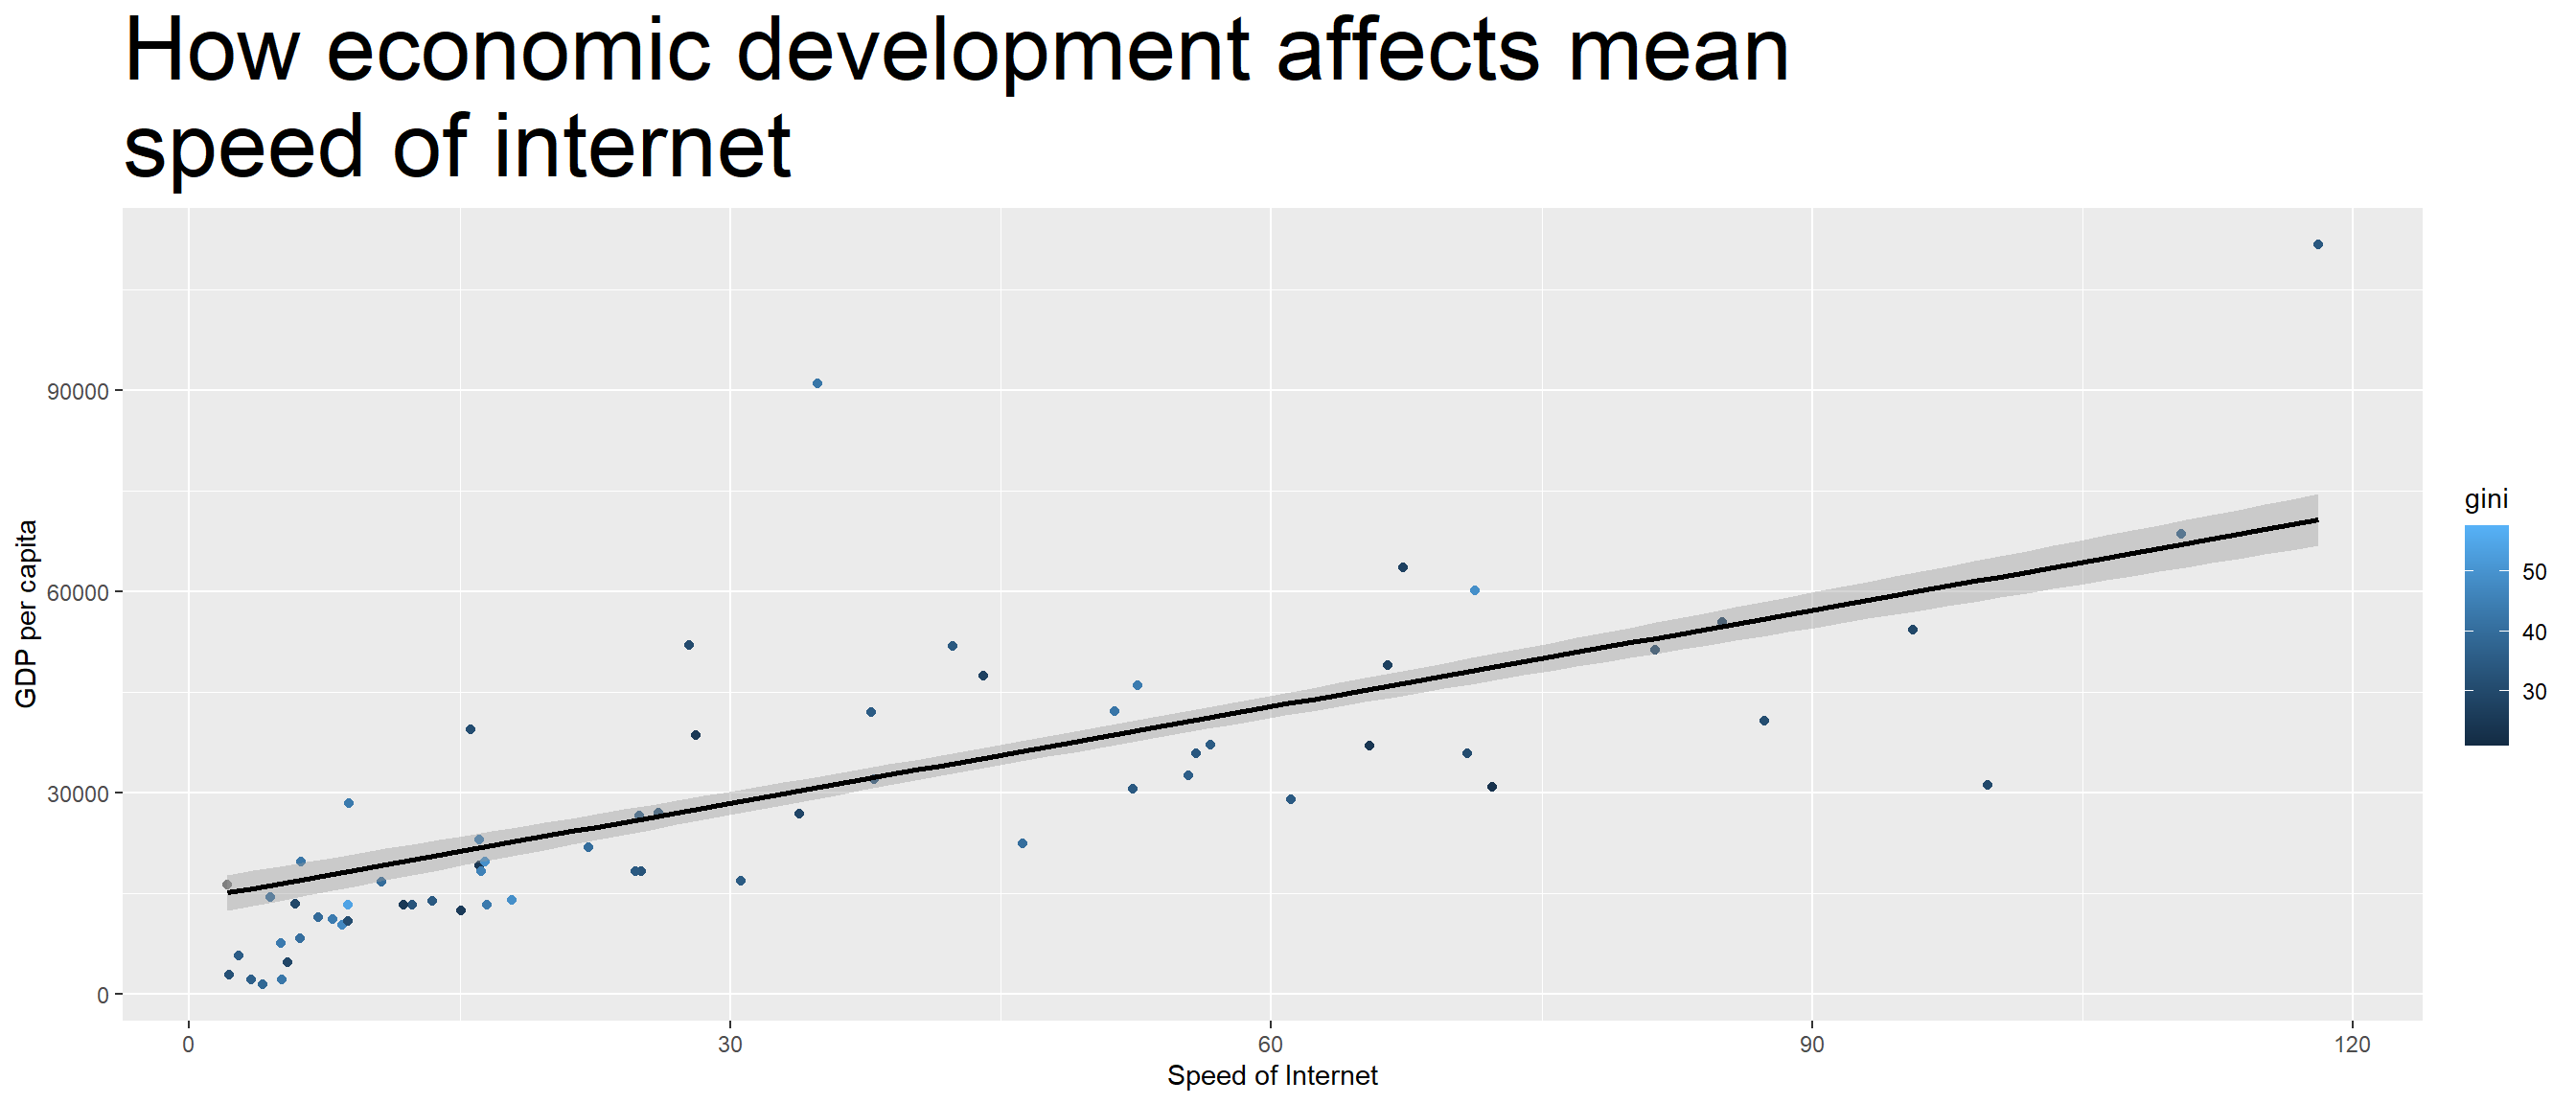 How economic development affects mean
speed of internet
GDP per capita
90000
60000
30000
0
0 30 60 90 120
Speed of Internet
gini
50
40
30